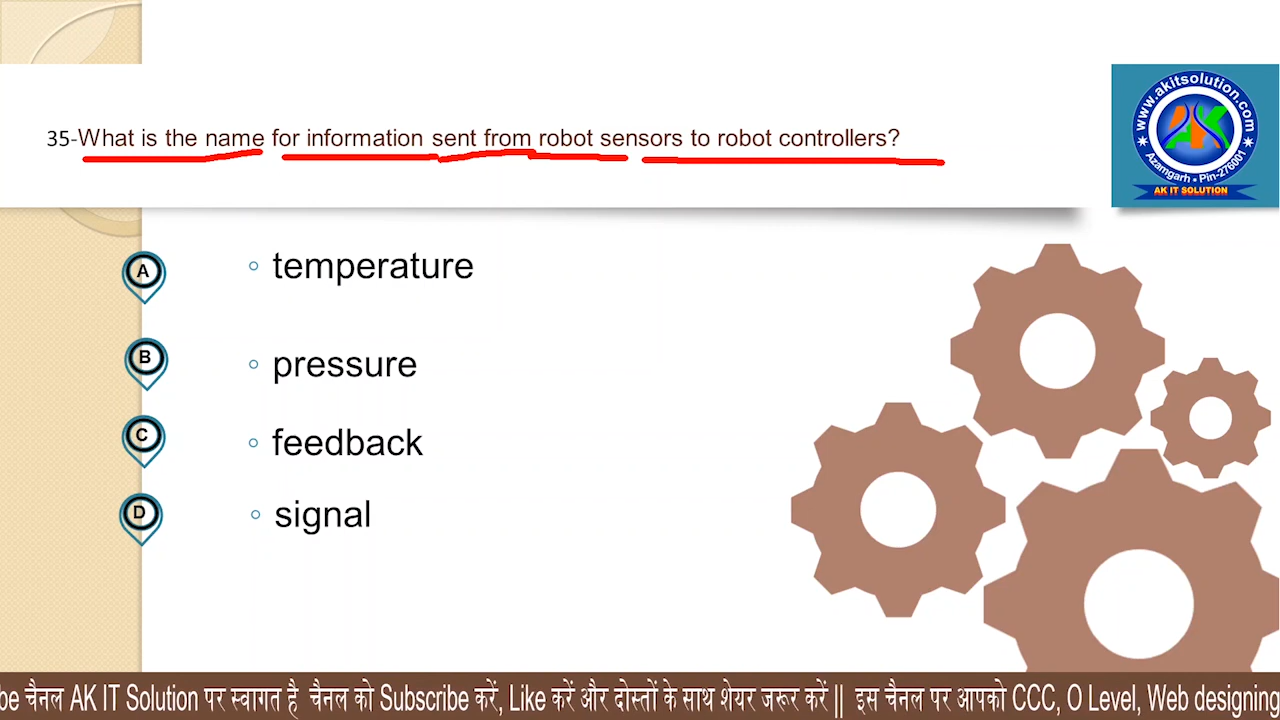 35-What is the name for information sent from robot sensors to robot controllers?
www.akitsolution.com
AK
Azamgarh • Pin-276001
AK IT SOLUTION
A
temperature
B
pressure
C
feedback
D
signal
be चैनल AK IT Solution पर स्वागत है चैनल को Subscribe करें, Like करें और दोस्तों के साथ शेयर जरूर करें || इस चैनल पर आपको CCC, O Level, Web designing